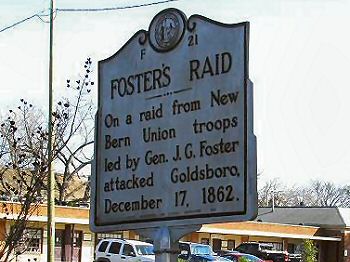 F
21
FOSTER'S RAID
On a raid from New
Bern Union troops
led by Gen. J. G. Foster
attacked Goldsboro,
December 17, 1862.